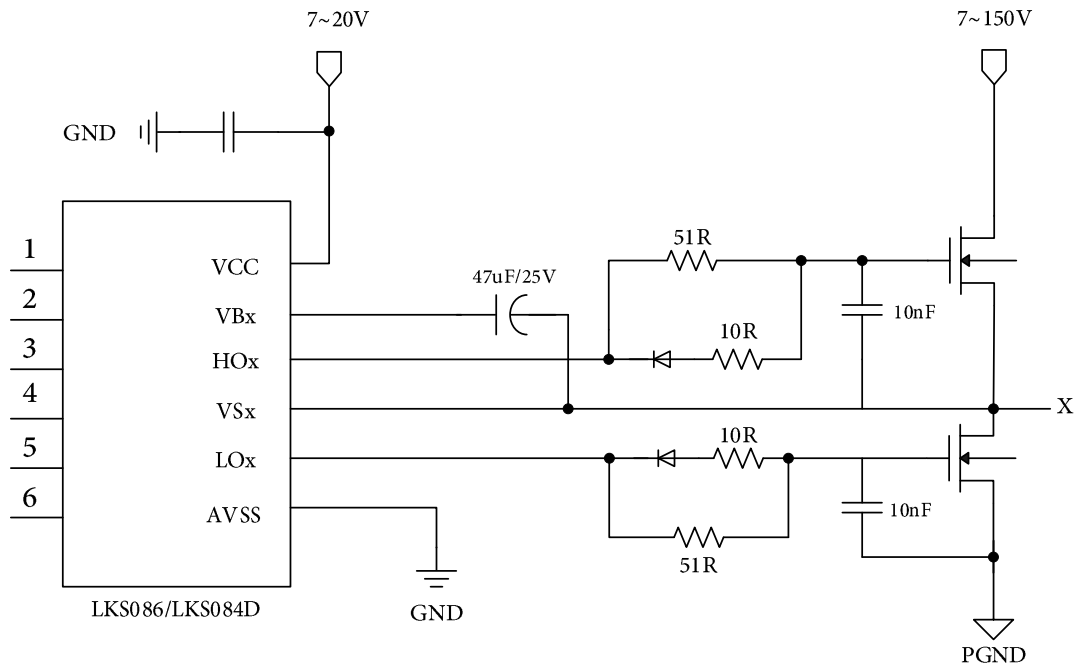 7~20V
7~150V
GND
1
2
3
4
5
6
VCC
VBx
HOx
VSx
LOx
AVSS
LKS086/LKS084D
47uF/25V
51R
10R
10nF
X
10R
51R
10nF
GND
PGND